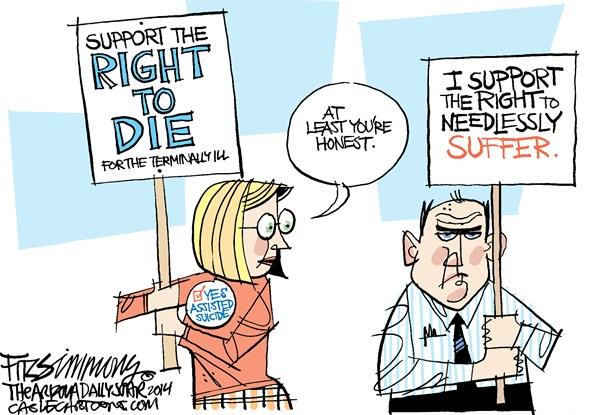 SUPPORT THE
RIGHT
TO
DIE
FOR THE TERMINALLY ILL
AT
LEAST YOU'RE
HONEST.
I SUPPORT
THE RIGHT TO
NEEDLESSLY
SUFFER.
YES
ASSISTED
SUICIDE
FITZSIMMONS ©
THE ARIZONA DAILY STAR 2014
CAGLECARTOONS.COM